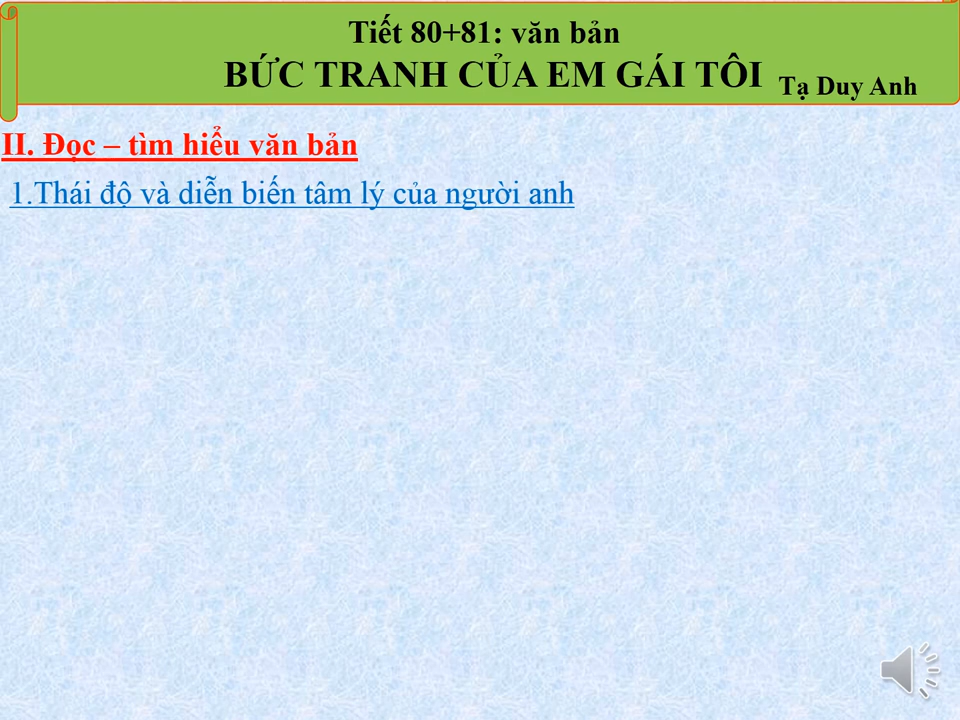 Tiết 80+81: văn bản
BỨC TRANH CỦA EM GÁI TÔI Tạ Duy Anh
II. Đọc – tìm hiểu văn bản
1.Thái độ và diễn biến tâm lý của người anh